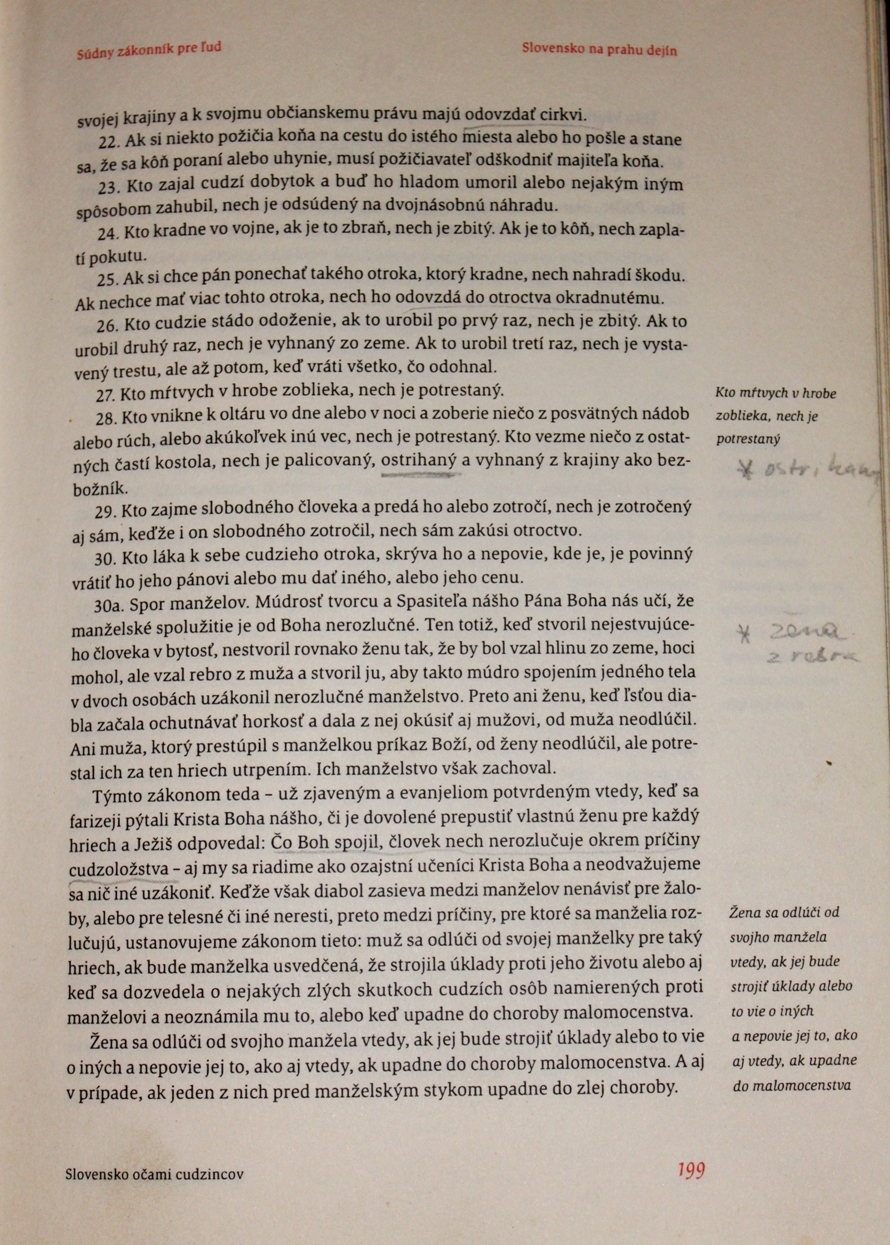 Súdny zákonník pre ľud
Slovensko na prahu dejín
svojej krajiny a k svojmu občianskemu právu majú odovzdať cirkvi.
22. Ak si niekto požičia koňa na cestu do istého miesta alebo ho pošle a stane
sa, že sa kôň poraní alebo uhynie, musí požičiavateľ odškodniť majiteľa koňa.
23. Kto zajal cudzí dobytok a buď ho hladom umoril alebo nejakým iným
spôsobom zahubil, nech je odsúdený na dvojnásobnú náhradu.
24. Kto kradne vo vojne, ak je to zbraň, nech je zbitý. Ak je to kôň, nech zapla-
tí pokutu.
25. Ak si chce pán ponechať takého otroka, ktorý kradne, nech nahradí škodu.
Ak nechce mať viac tohto otroka, nech ho odovzdá do otroctva okradnutému.
26. Kto cudzie stádo odoženie, ak to urobil po prvý raz, nech je zbitý. Ak to
urobil druhý raz, nech je vyhnaný zo zeme. Ak to urobil tretí raz, nech je vysta-
vený trestu, ale až potom, keď vráti všetko, čo odohnal.
27. Kto mŕtvych v hrobe zoblieka, nech je potrestaný.
28. Kto vnikne k oltáru vo dne alebo v noci a zoberie niečo z posvätných nádob
alebo rúch, alebo akúkoľvek inú vec, nech je potrestaný. Kto vezme niečo z ostat-
ných častí kostola, nech je palicovaný, ostrihaný a vyhnaný z krajiny ako bez-
božník.
29. Kto zajme slobodného človeka a predá ho alebo zotročí, nech je zotročený
aj sám, keďže i on slobodného zotročil, nech sám zakúsi otroctvo.
30. Kto láka k sebe cudzieho otroka, skrýva ho a nepovie, kde je, je povinný
vrátiť ho jeho pánovi alebo mu dať iného, alebo jeho cenu.
30a. Spor manželov. Múdrosť tvorcu a Spasiteľa nášho Pána Boha nás učí, že
manželské spolužitie je od Boha nerozlučné. Ten totiž, keď stvoril nejestvujúce-
ho človeka v bytosť, nestvoril rovnako ženu tak, že by bol vzal hlinu zo zeme, hoci
mohol, ale vzal rebro z muža a stvoril ju, aby takto múdro spojením jedného tela
v dvoch osobách uzákonil nerozlučné manželstvo. Preto ani ženu, keď ľsťou dia-
bla začala ochutnávať horkosť a dala z nej okúsiť aj mužovi, od muža neodlúčil.
Ani muža, ktorý prestúpil s manželkou príkaz Boží, od ženy neodlúčil, ale potre-
stal ich za ten hriech utrpením. Ich manželstvo však zachoval.
Týmto zákonom teda – už zjaveným a evanjeliom potvrdeným vtedy, keď sa
farizeji pýtali Krista Boha nášho, či je dovolené prepustiť vlastnú ženu pre každý
hriech a Ježiš odpovedal: Čo Boh spojil, človek nech nerozlučuje okrem príčiny
cudzoložstva – aj my sa riadime ako ozajstní učeníci Krista Boha a neodvažujeme
sa nič iné uzákoniť. Keďže však diabol zasieva medzi manželov nenávisť pre žalo-
by, alebo pre telesné či iné neresti, preto medzi príčiny, pre ktoré sa manželia roz-
lučujú, ustanovujeme zákonom tieto: muž sa odlúči od svojej manželky pre taký
hriech, ak bude manželka usvedčená, že strojila úklady proti jeho životu alebo aj
keď sa dozvedela o nejakých zlých skutkoch cudzích osôb namierených proti
manželovi a neoznámila mu to, alebo keď upadne do choroby malomocenstva.
Žena sa odlúči od svojho manžela vtedy, ak jej bude strojiť úklady alebo to vie
o iných a nepovie jej to, ako aj vtedy, ak upadne do choroby malomocenstva. A aj
v prípade, ak jeden z nich pred manželským stykom upadne do zlej choroby.
Kto mŕtvych v hrobe
zoblieka, nech je
potrestaný
žena
z rebra
Žena sa odlúči od
svojho manžela
vtedy, ak jej bude
strojiť úklady alebo
to vie o iných
a nepovie jej to, ako
aj vtedy, ak upadne
do malomocenstva
Slovensko očami cudzincov
199